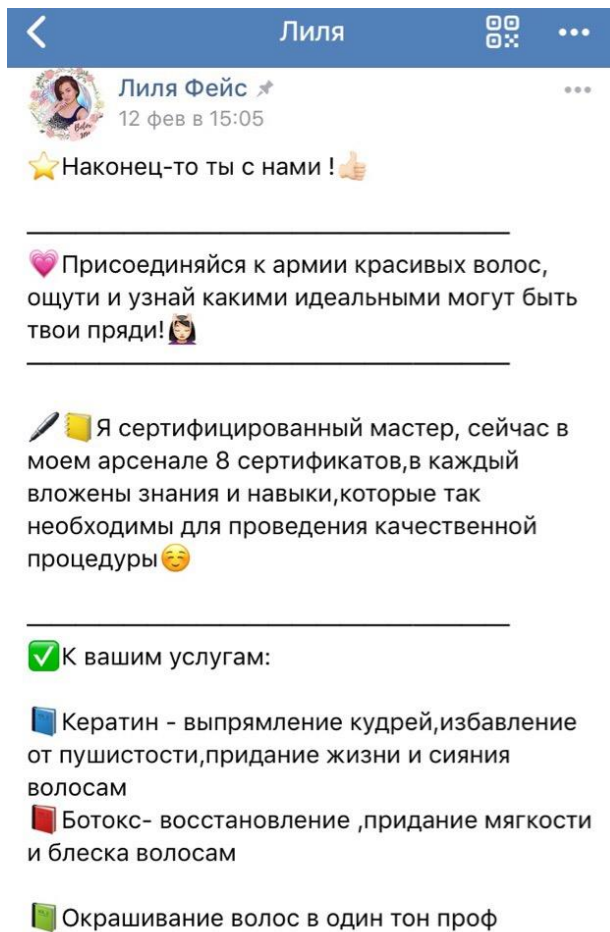 Лиля
Лиля Фейс
12 фев в 15:05
⭐Наконец-то ты с нами !👍🏻
💗Присоединяйся к армии красивых волос,
ощути и узнай какими идеальными могут быть
твои пряди!💆🏻‍♀️
🖊📒Я сертифицированный мастер, сейчас в
моем арсенале 8 сертификатов,в каждый
вложены знания и навыки,которые так
необходимы для проведения качественной
процедуры☺️
✅К вашим услугам:
📘Кератин - выпрямление кудрей,избавление
от пушистости,придание жизни и сияния
волосам
📕Ботокс- восстановление ,придание мягкости
и блеска волосам
📗Окрашивание волос в один тон проф